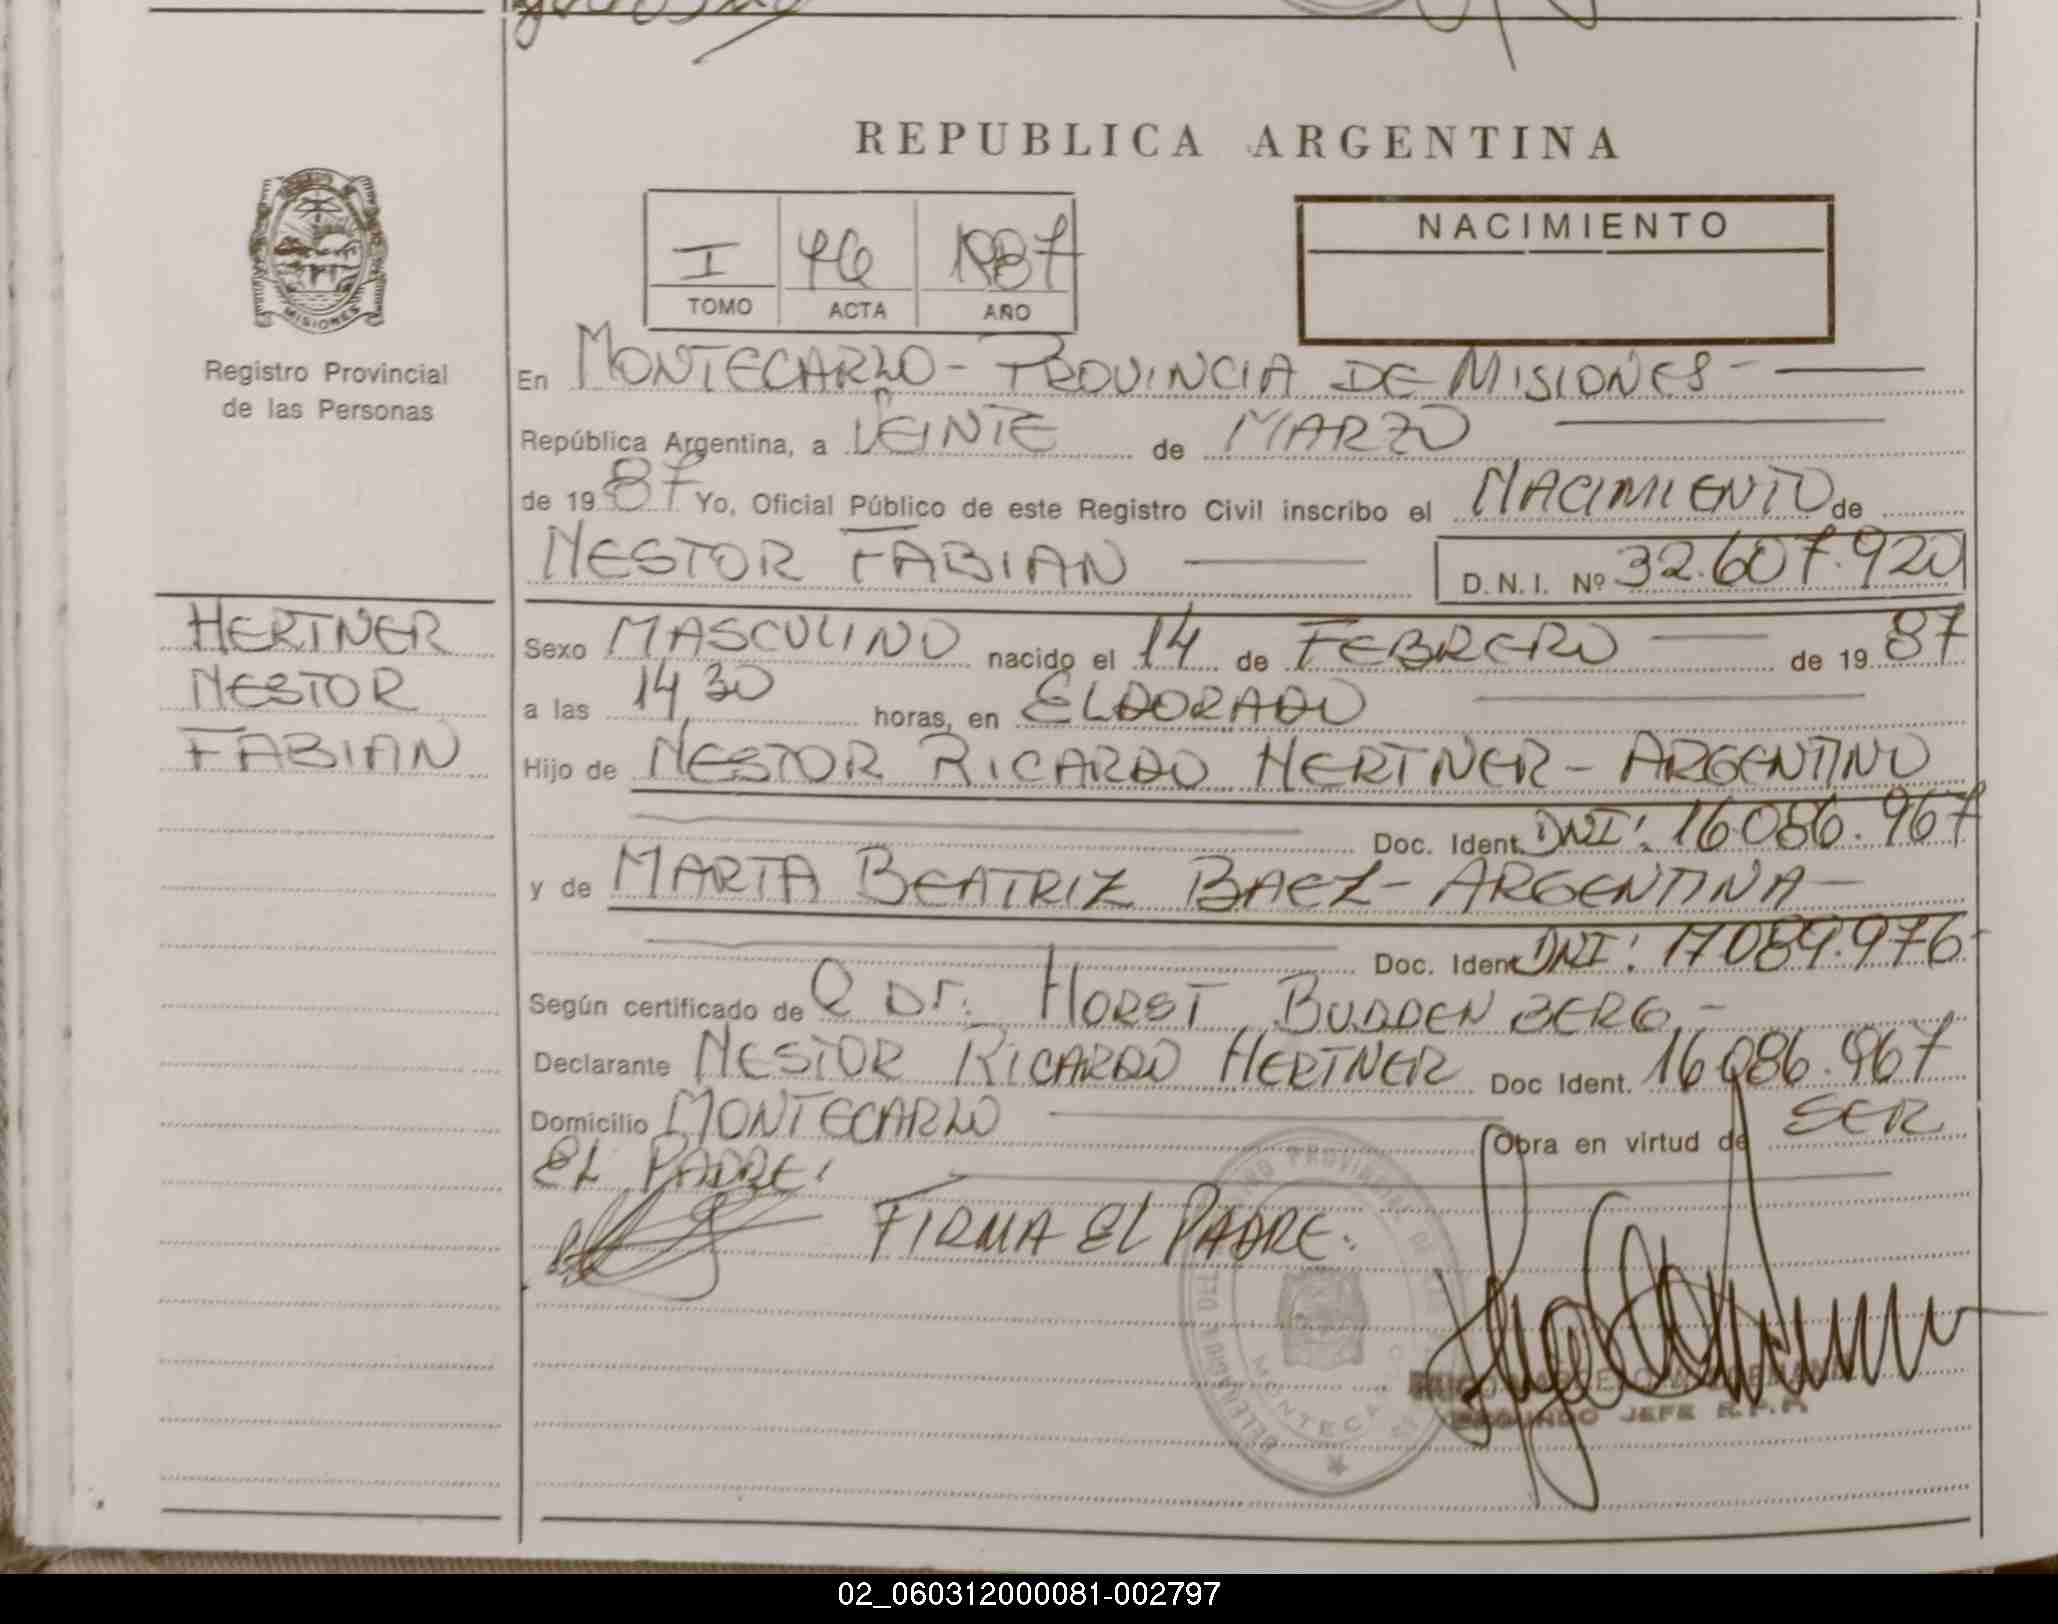 REPUBLICA ARGENTINA
MISIONES
Registro Provincial
de las Personas
I 46 1987
TOMO ACTA AÑO
NACIMIENTO
En MONTECARLO - PROVINCIA DE MISIONES -
República Argentina, a VEINTE de MARZO
de 19 87 Yo, Oficial Público de este Registro Civil inscribo el NACIMIENTO de
NESTOR FABIAN D.N.I. Nº 32.607.920
HERTNER
NESTOR
FABIAN
Sexo MASCULINO nacido el 14 de FEBRERO de 19 87
a las 14 30 horas, en ELDORADO
Hijo de NESTOR RICARDO HERTNER - ARGENTINO
Doc. Ident. DNI: 16.086.967
y de MARTA BEATRIZ BAEZ - ARGENTINA -
Doc. Ident. DNI: 17.089.976
Según certificado de Dr. HORST BUDDENBERG.-
Declarante NESTOR RICARDO HERTNER Doc Ident. 16.086.967
Domicilio MONTECARLO Obra en virtud de SER
EL PADRE.
FIRMA EL PADRE.
SEGUNDO JEFE R.P.P.
02_060312000081-002797